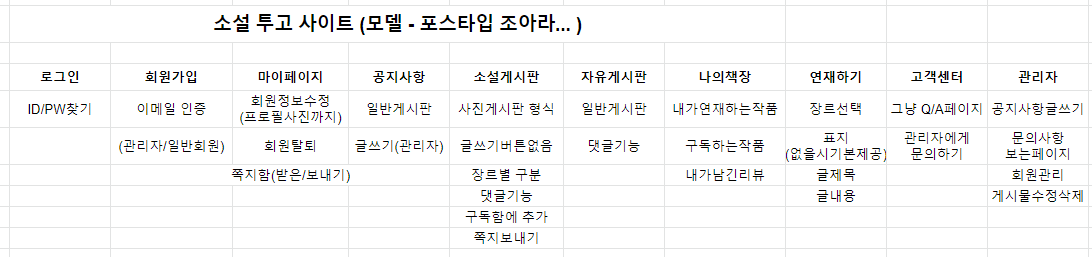 소설 투고 사이트 (모델 - 포스타입 조아라... )
로그인 회원가입 마이페이지 공지사항 소설게시판 자유게시판 나의책장 연재하기 고객센터 관리자
ID/PW찾기 이메일 인증 회원정보수정 (프로필사진까지) 일반게시판 사진게시판 형식 일반게시판 내가연재하는작품 장르선택 그냥 Q/A페이지 공지사항글쓰기
(관리자/일반회원) 회원탈퇴 글쓰기(관리자) 글쓰기버튼없음 댓글기능 구독하는작품 표지 (없을시기본제공) 관리자에게 문의하기 문의사항 보는페이지
쪽지함(받은/보내기) 장르별 구분 내가남긴리뷰 글제목 회원관리
댓글기능 글내용 게시물수정삭제
구독함에 추가
쪽지보내기